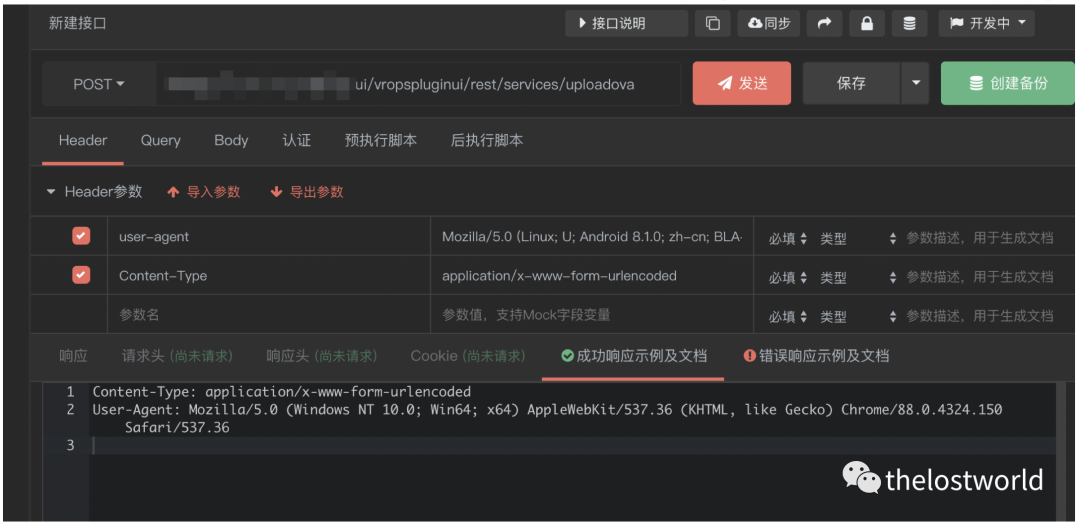 新建接口
接口说明
同步
开发中
POST
ui/vropspluginui/rest/services/uploadova
发送
保存
创建备份
Header Query Body 认证 预执行脚本 后执行脚本
Header参数 导入参数 导出参数
user-agent Mozilla/5.0 (Linux; U; Android 8.1.0; zh-cn; BLA- 必填 类型 参数描述，用于生成文档
Content-Type application/x-www-form-urlencoded 必填 类型 参数描述，用于生成文档
参数名 参数值，支持Mock字段变量 必填 类型 参数描述，用于生成文档
响应 请求头 (尚未请求) 响应头 (尚未请求) Cookie (尚未请求) 成功响应示例及文档 错误响应示例及文档
1 Content-Type: application/x-www-form-urlencoded
2 User-Agent: Mozilla/5.0 (Windows NT 10.0; Win64; x64) AppleWebKit/537.36 (KHTML, like Gecko) Chrome/88.0.4324.150
Safari/537.36
3
thelostworld